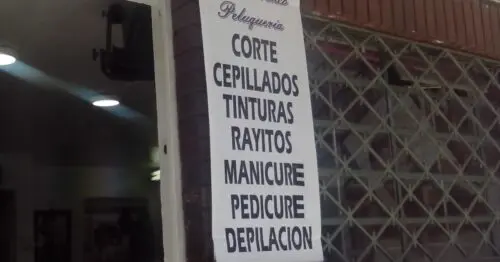 Peluquería
CORTE
CEPILLADOS
TINTURAS
RAYITOS
MANICURE
PEDICURE
DEPILACION